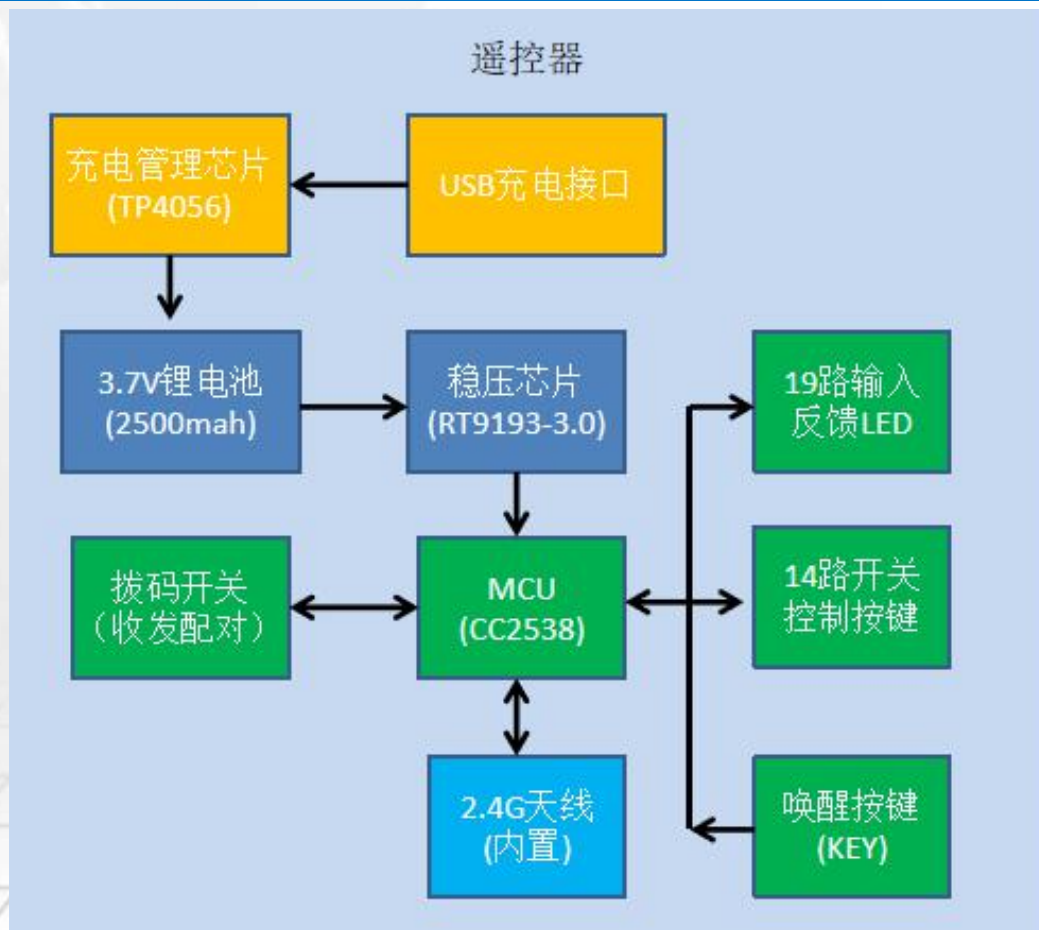 遥控器
充电管理芯片
(TP4056)
USB充电接口
3.7V锂电池
(2500mah)
稳压芯片
(RT9193-3.0)
19路输入
反馈LED
拨码开关
（收发配对）
MCU
(CC2538)
14路开关
控制按键
2.4G天线
(内置)
唤醒按键
(KEY)